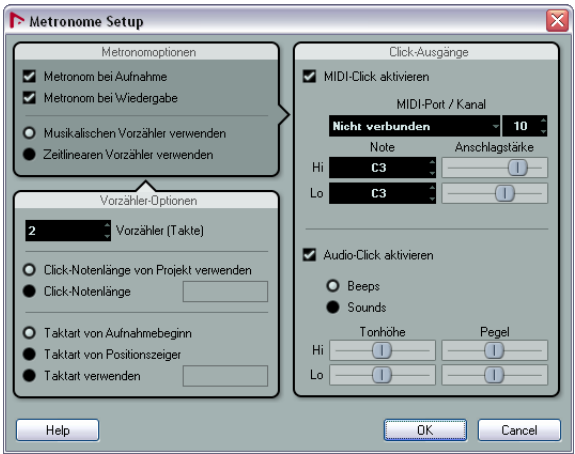 Metronome Setup
Metronomoptionen
Metronom bei Aufnahme
Metronom bei Wiedergabe
Musikalischen Vorzähler verwenden
Zeitlinearen Vorzähler verwenden
Vorzähler-Optionen
2 Vorzähler (Takte)
Click-Notenlänge von Projekt verwenden
Click-Notenlänge
Taktart von Aufnahmebeginn
Taktart von Positionszeiger
Taktart verwenden
Click-Ausgänge
MIDI-Click aktivieren
MIDI-Port / Kanal
Nicht verbunden 10
Note Anschlagstärke
Hi C3
Lo C3
Audio-Click aktivieren
Beeps
Sounds
Tonhöhe Pegel
Hi
Lo
Help OK Cancel